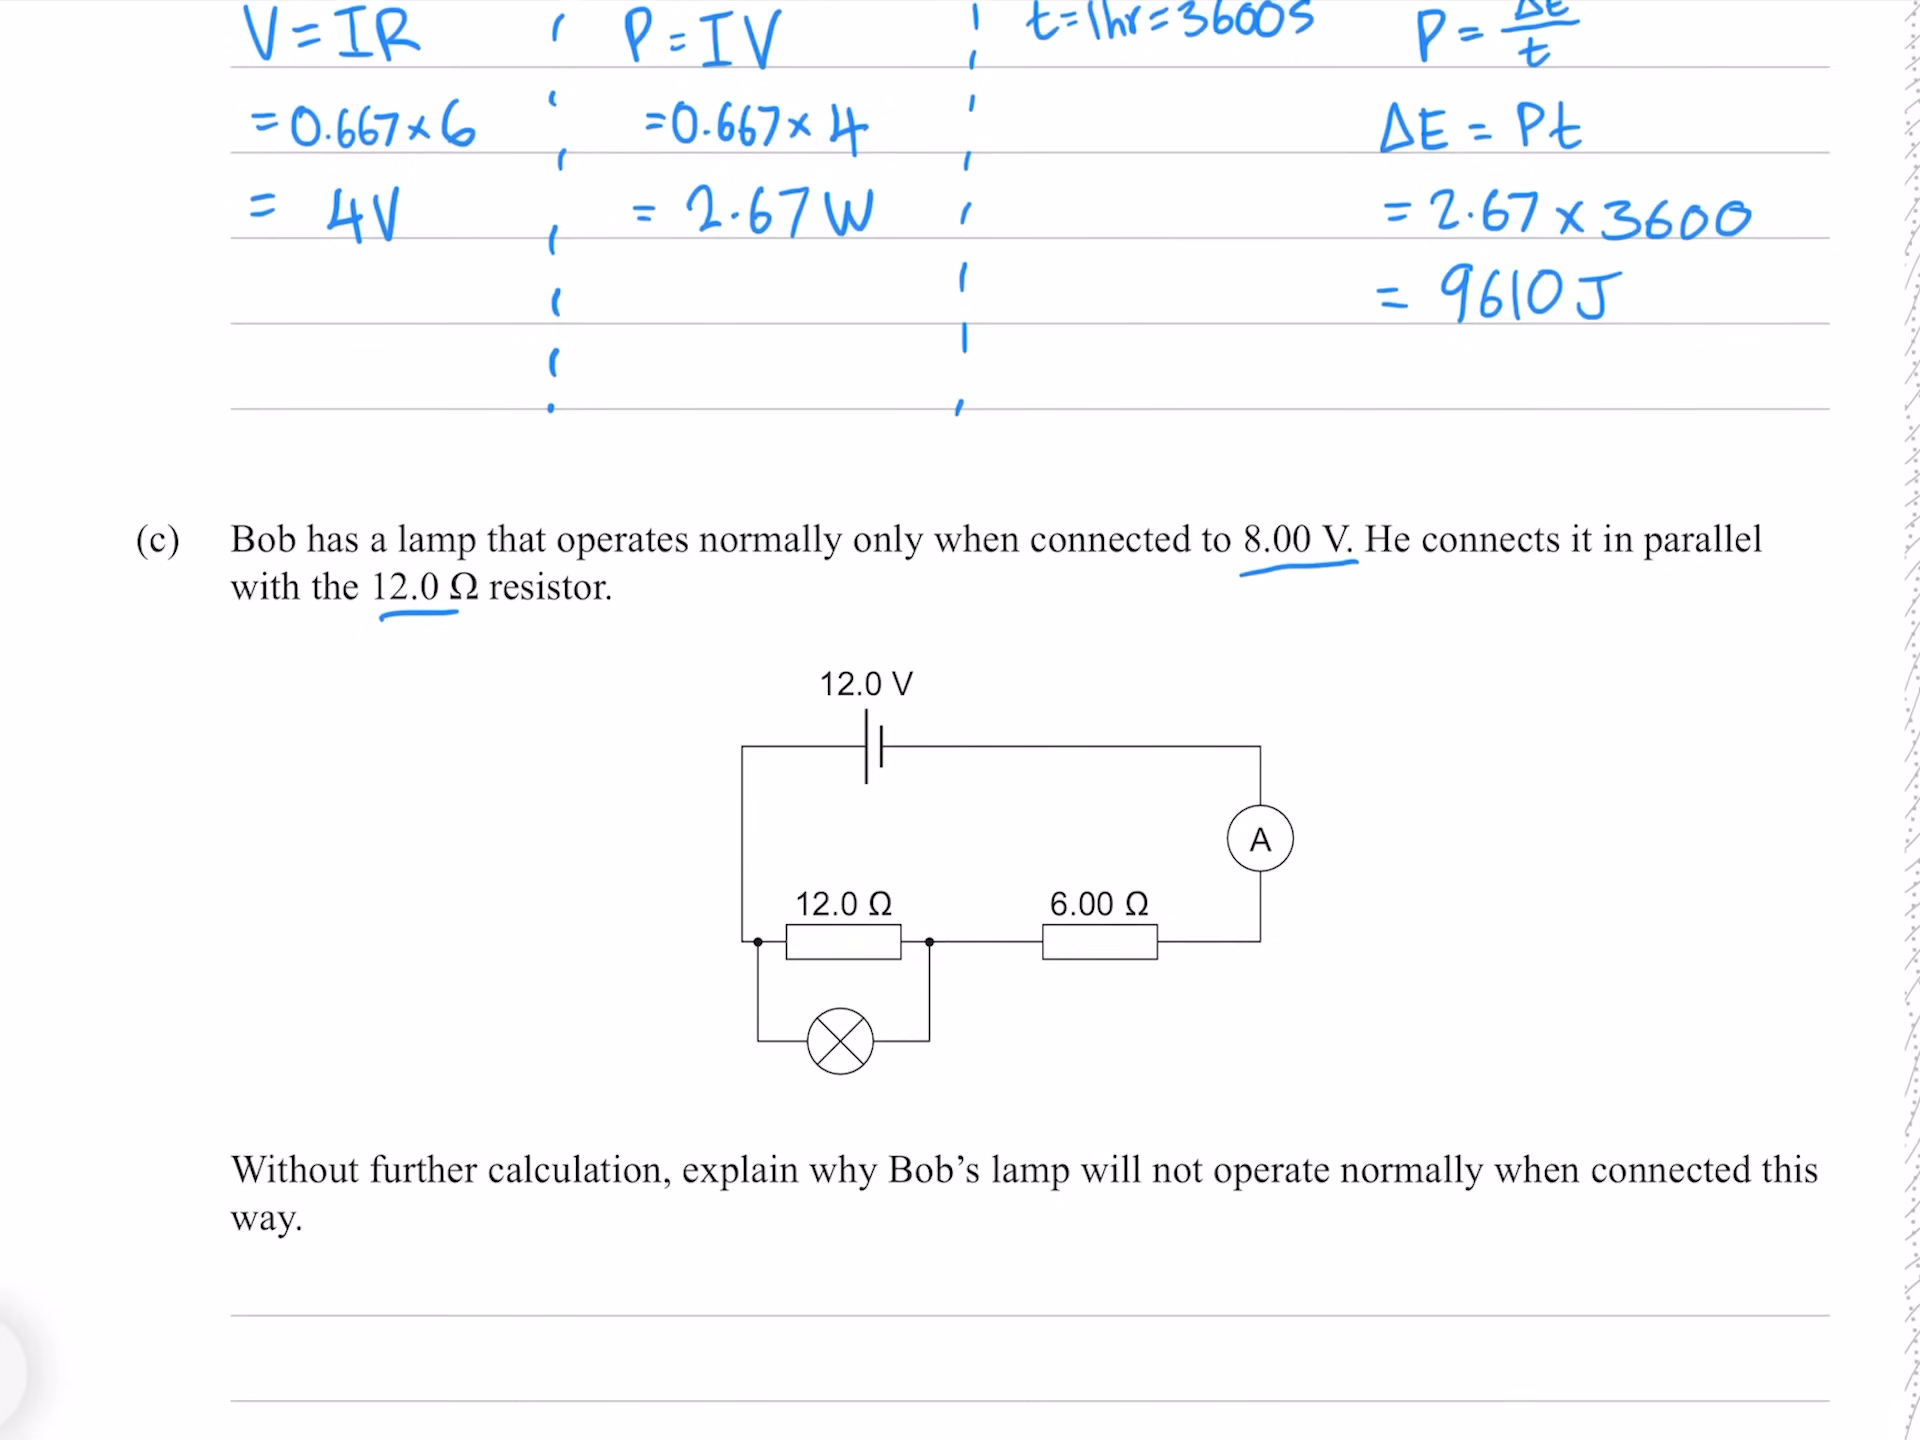 V = IR P = IV t = 1hr = 3600s P = ΔE/t
= 0.667 × 6 = 0.667 × 4 ΔE = Pt
= 4V = 2.67 W = 2.67 × 3600
= 9610 J
(c) Bob has a lamp that operates normally only when connected to 8.00 V. He connects it in parallel
with the 12.0 Ω resistor.
12.0 V
A
12.0 Ω 6.00 Ω
Without further calculation, explain why Bob’s lamp will not operate normally when connected this
way.